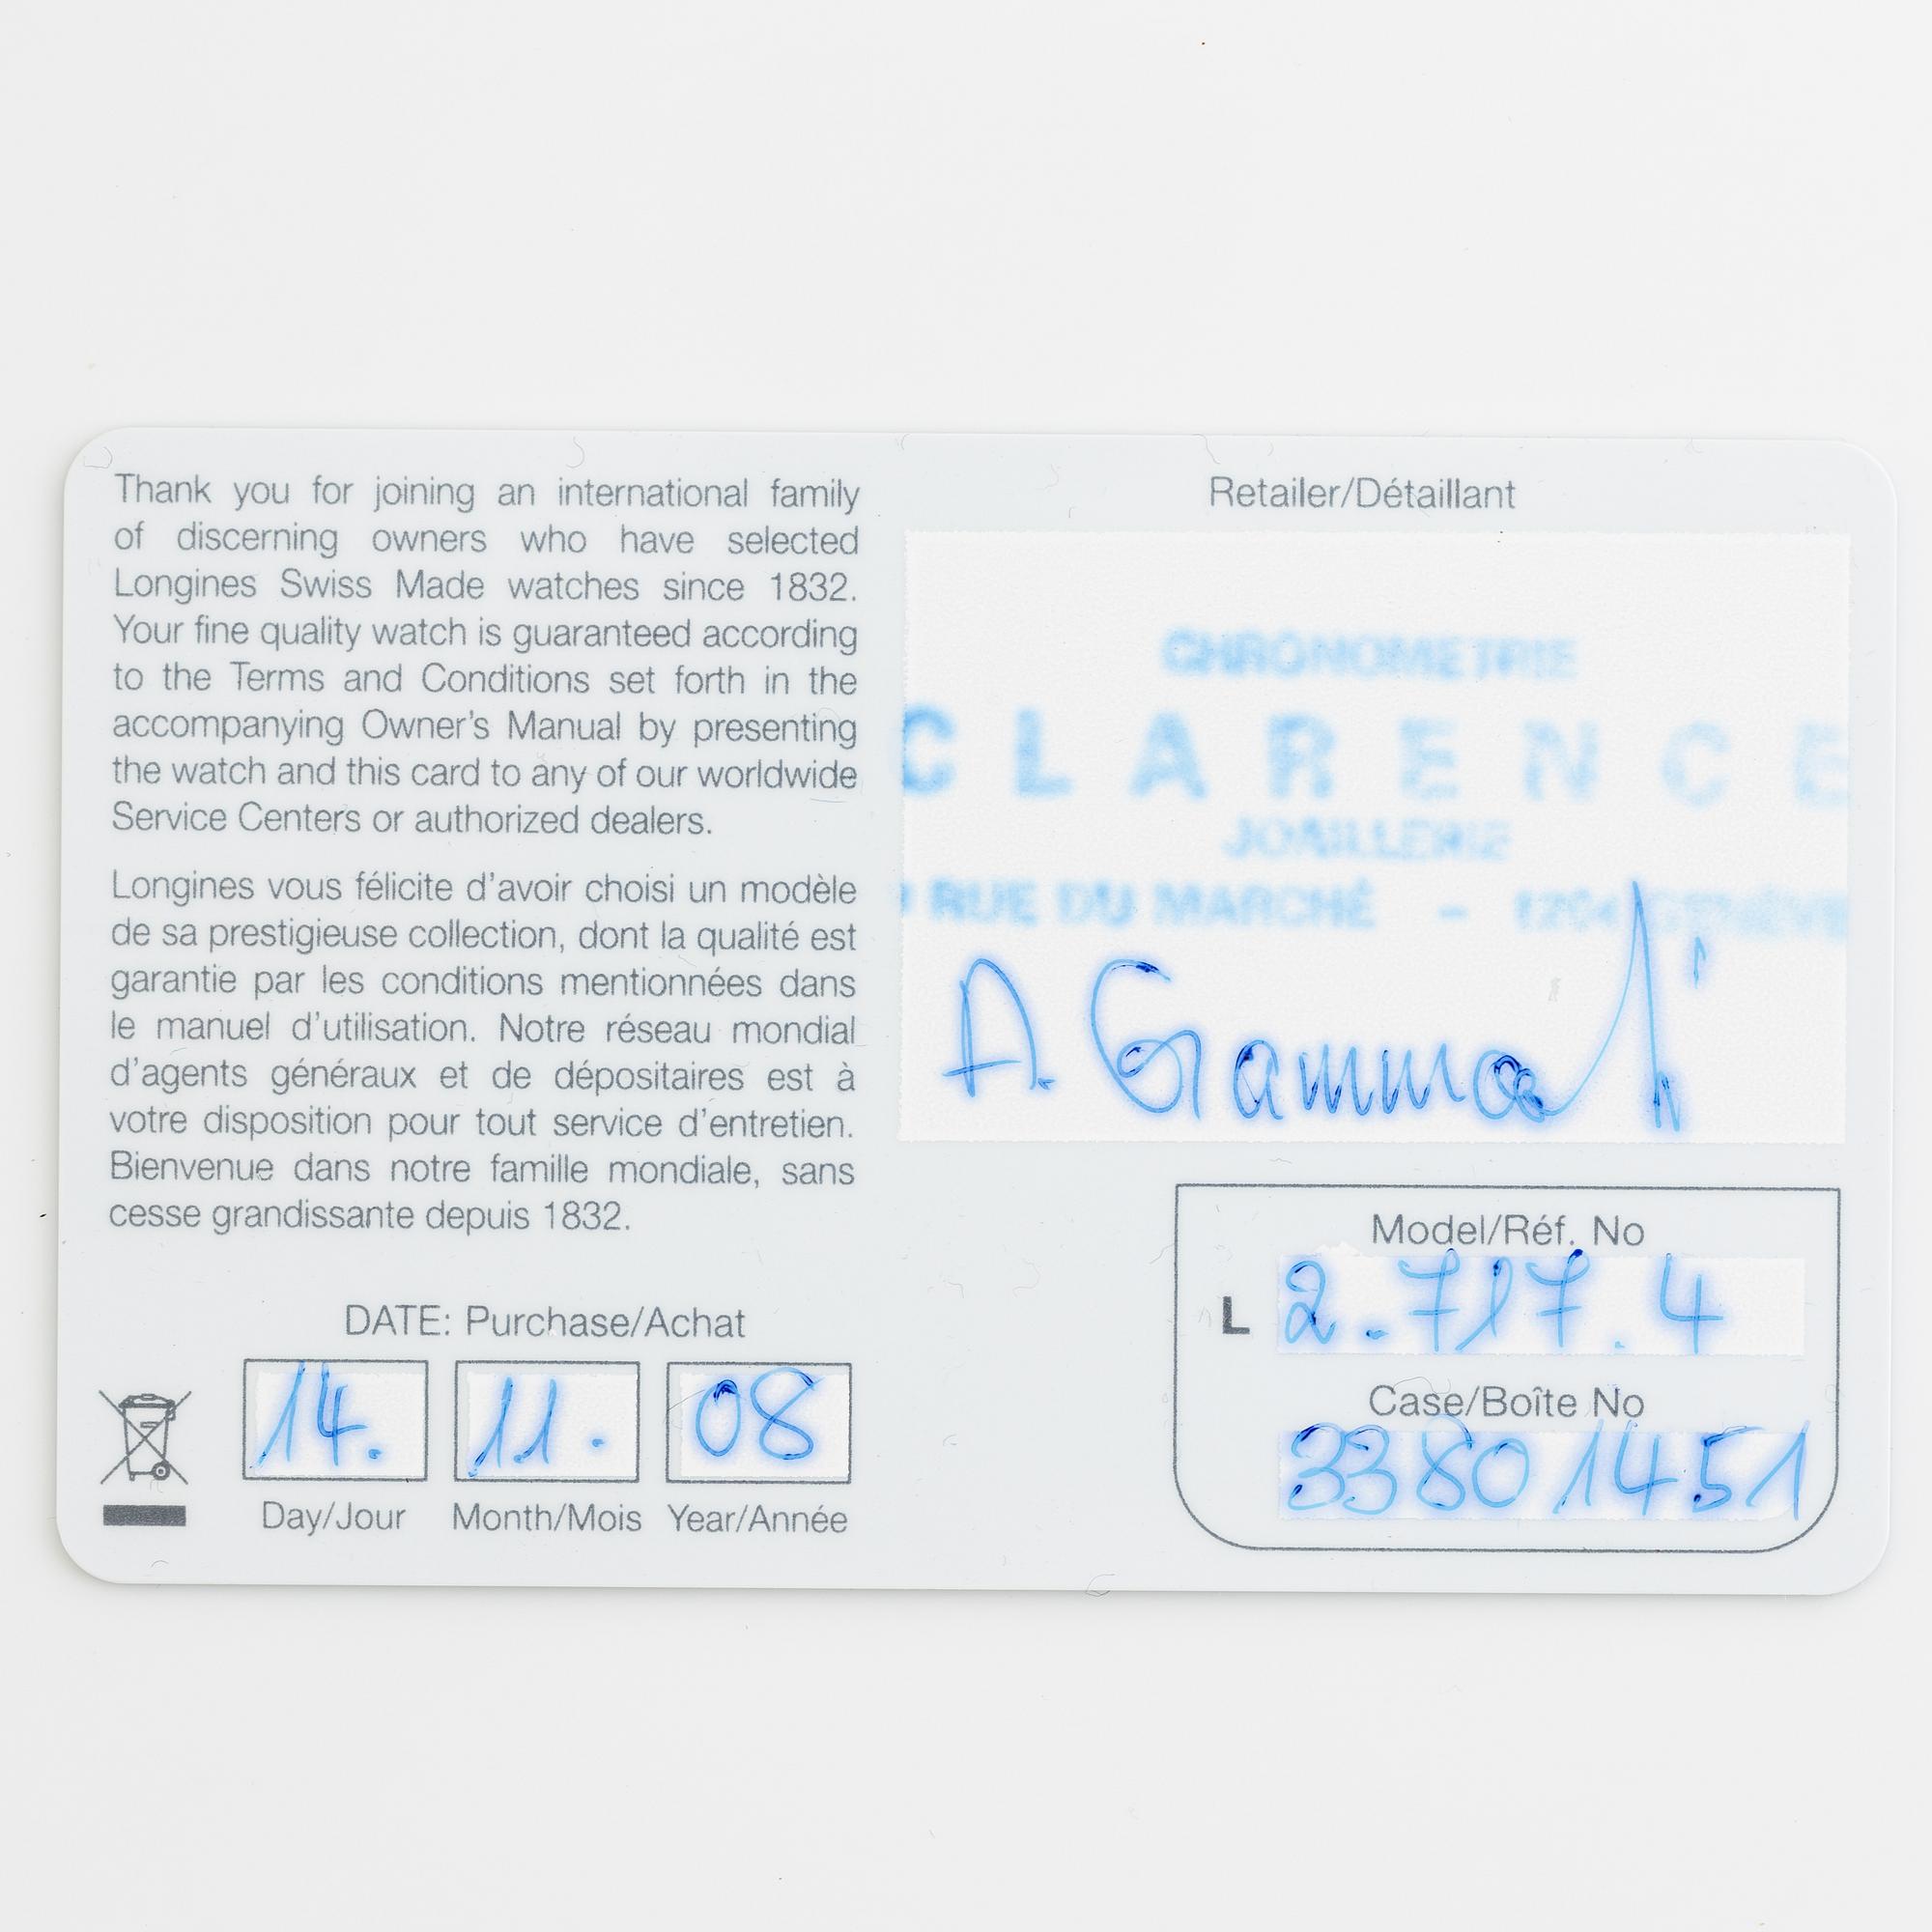 Thank you for joining an international family
of discerning owners who have selected
Longines Swiss Made watches since 1832.
Your fine quality watch is guaranteed according
to the Terms and Conditions set forth in the
accompanying Owner's Manual by presenting
the watch and this card to any of our worldwide
Service Centers or authorized dealers.
Longines vous félicite d'avoir choisi un modèle
de sa prestigieuse collection, dont la qualité est
garantie par les conditions mentionnées dans
le manuel d'utilisation. Notre réseau mondial
d'agents généraux et de dépositaires est à
votre disposition pour tout service d'entretien.
Bienvenue dans notre famille mondiale, sans
cesse grandissante depuis 1832.
DATE: Purchase/Achat
14. 11. 08
Day/Jour Month/Mois Year/Année
Retailer/Détaillant
CHRONOMETRIE
CLARENCE
JOAILLERIE
RUE DU MARCHÉ - 1204 GENÈVE
A.
Model/Réf. No
L 2.717.4
Case/Boîte No
33801451